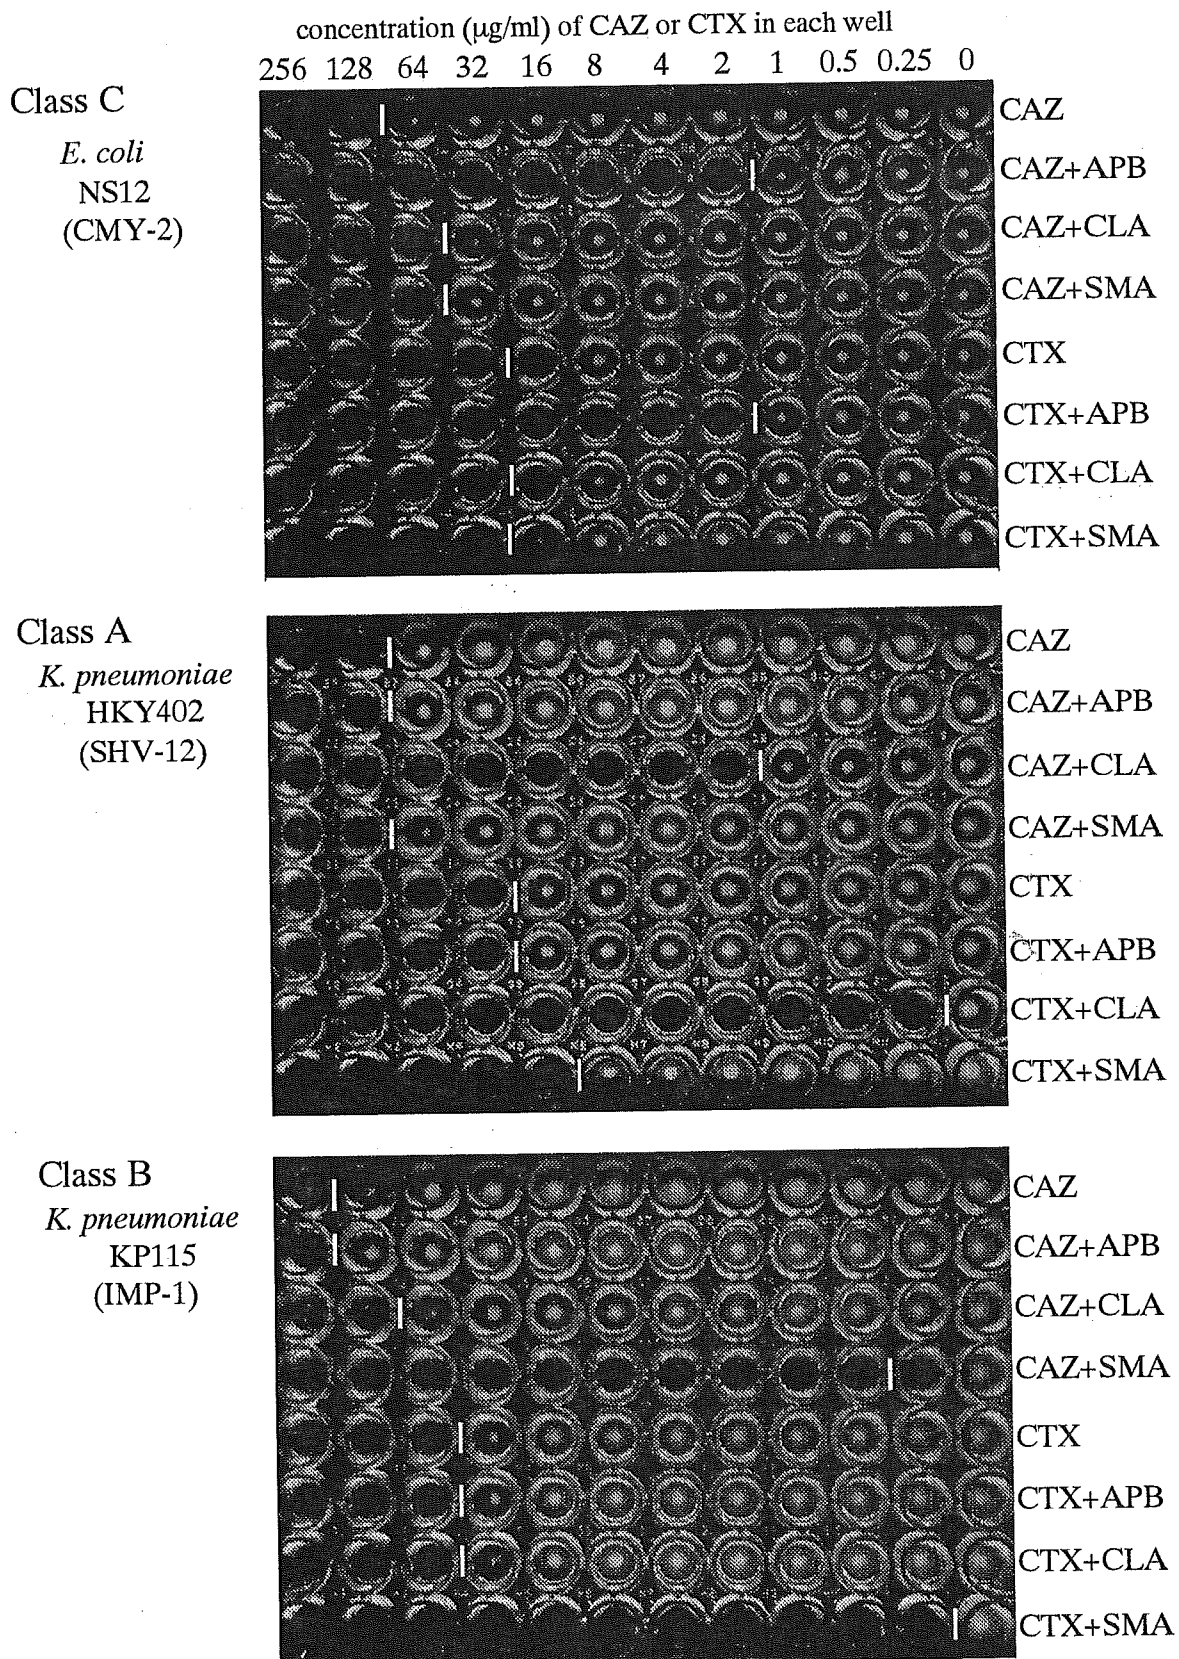 concentration (μg/ml) of CAZ or CTX in each well
256 128 64 32 16 8 4 2 1 0.5 0.25 0
Class C
E. coli
NS12
(CMY-2)
CAZ
CAZ+APB
CAZ+CLA
CAZ+SMA
CTX
CTX+APB
CTX+CLA
CTX+SMA
Class A
K. pneumoniae
HKY402
(SHV-12)
CAZ
CAZ+APB
CAZ+CLA
CAZ+SMA
CTX
CTX+APB
CTX+CLA
CTX+SMA
Class B
K. pneumoniae
KP115
(IMP-1)
CAZ
CAZ+APB
CAZ+CLA
CAZ+SMA
CTX
CTX+APB
CTX+CLA
CTX+SMA